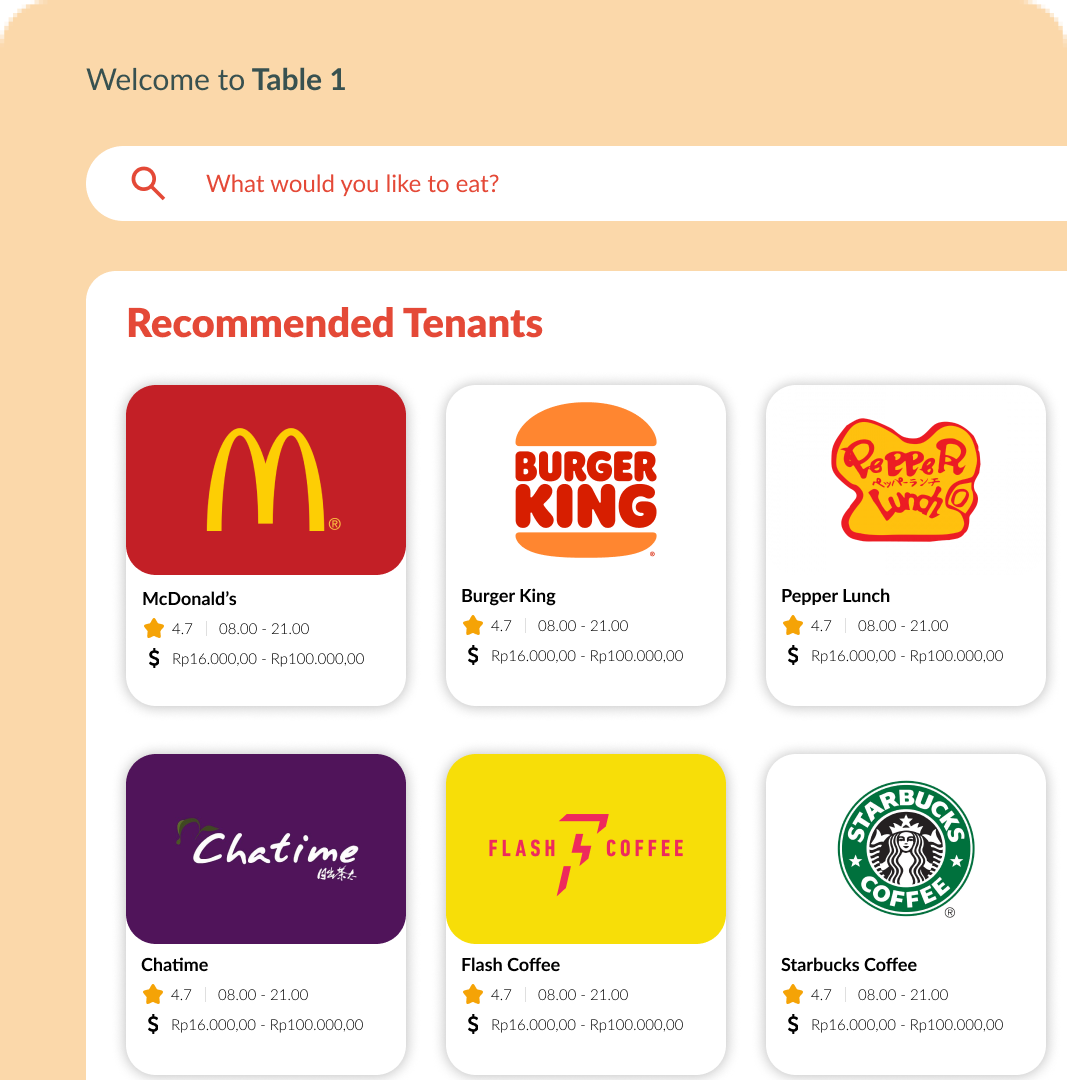 Welcome to Table 1
What would you like to eat?
Recommended Tenants
M
®
BURGER
KING
®
PEPPER
ペッパーランチ
Lunch
McDonald's
4.7 | 08.00 - 21.00
$ Rp16.000,00 - Rp100.000,00
Burger King
4.7 | 08.00 - 21.00
$ Rp16.000,00 - Rp100.000,00
Pepper Lunch
4.7 | 08.00 - 21.00
$ Rp16.000,00 - Rp100.000,00
Chatime
日出茶太
FLASH COFFEE
STARBUCKS
COFFEE
®
Chatime
4.7 | 08.00 - 21.00
$ Rp16.000,00 - Rp100.000,00
Flash Coffee
4.7 | 08.00 - 21.00
$ Rp16.000,00 - Rp100.000,00
Starbucks Coffee
4.7 | 08.00 - 21.00
$ Rp16.000,00 - Rp100.000,00